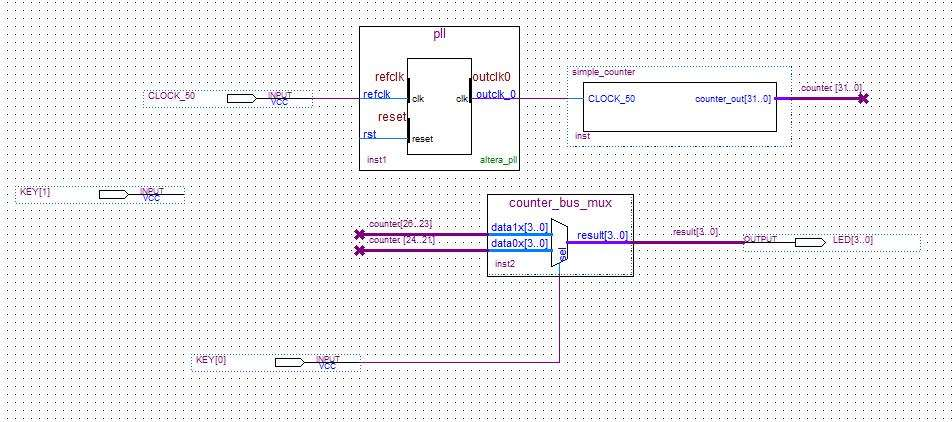 pll
refclk
outclk0
CLOCK_50
INPUT
VCC
refclk
clk
clk
outclk_0
reset
rst
reset
inst1
altera_pll
simple_counter
CLOCK_50
counter_out[31..0]
inst
counter [31..0]
KEY[1]
INPUT
VCC
counter_bus_mux
counter[26..23]
data1x[3..0]
counter [24..21]
data0x[3..0]
sel
result[3..0]
inst2
result[3..0]
OUTPUT
LED[3..0]
KEY[0]
INPUT
VCC